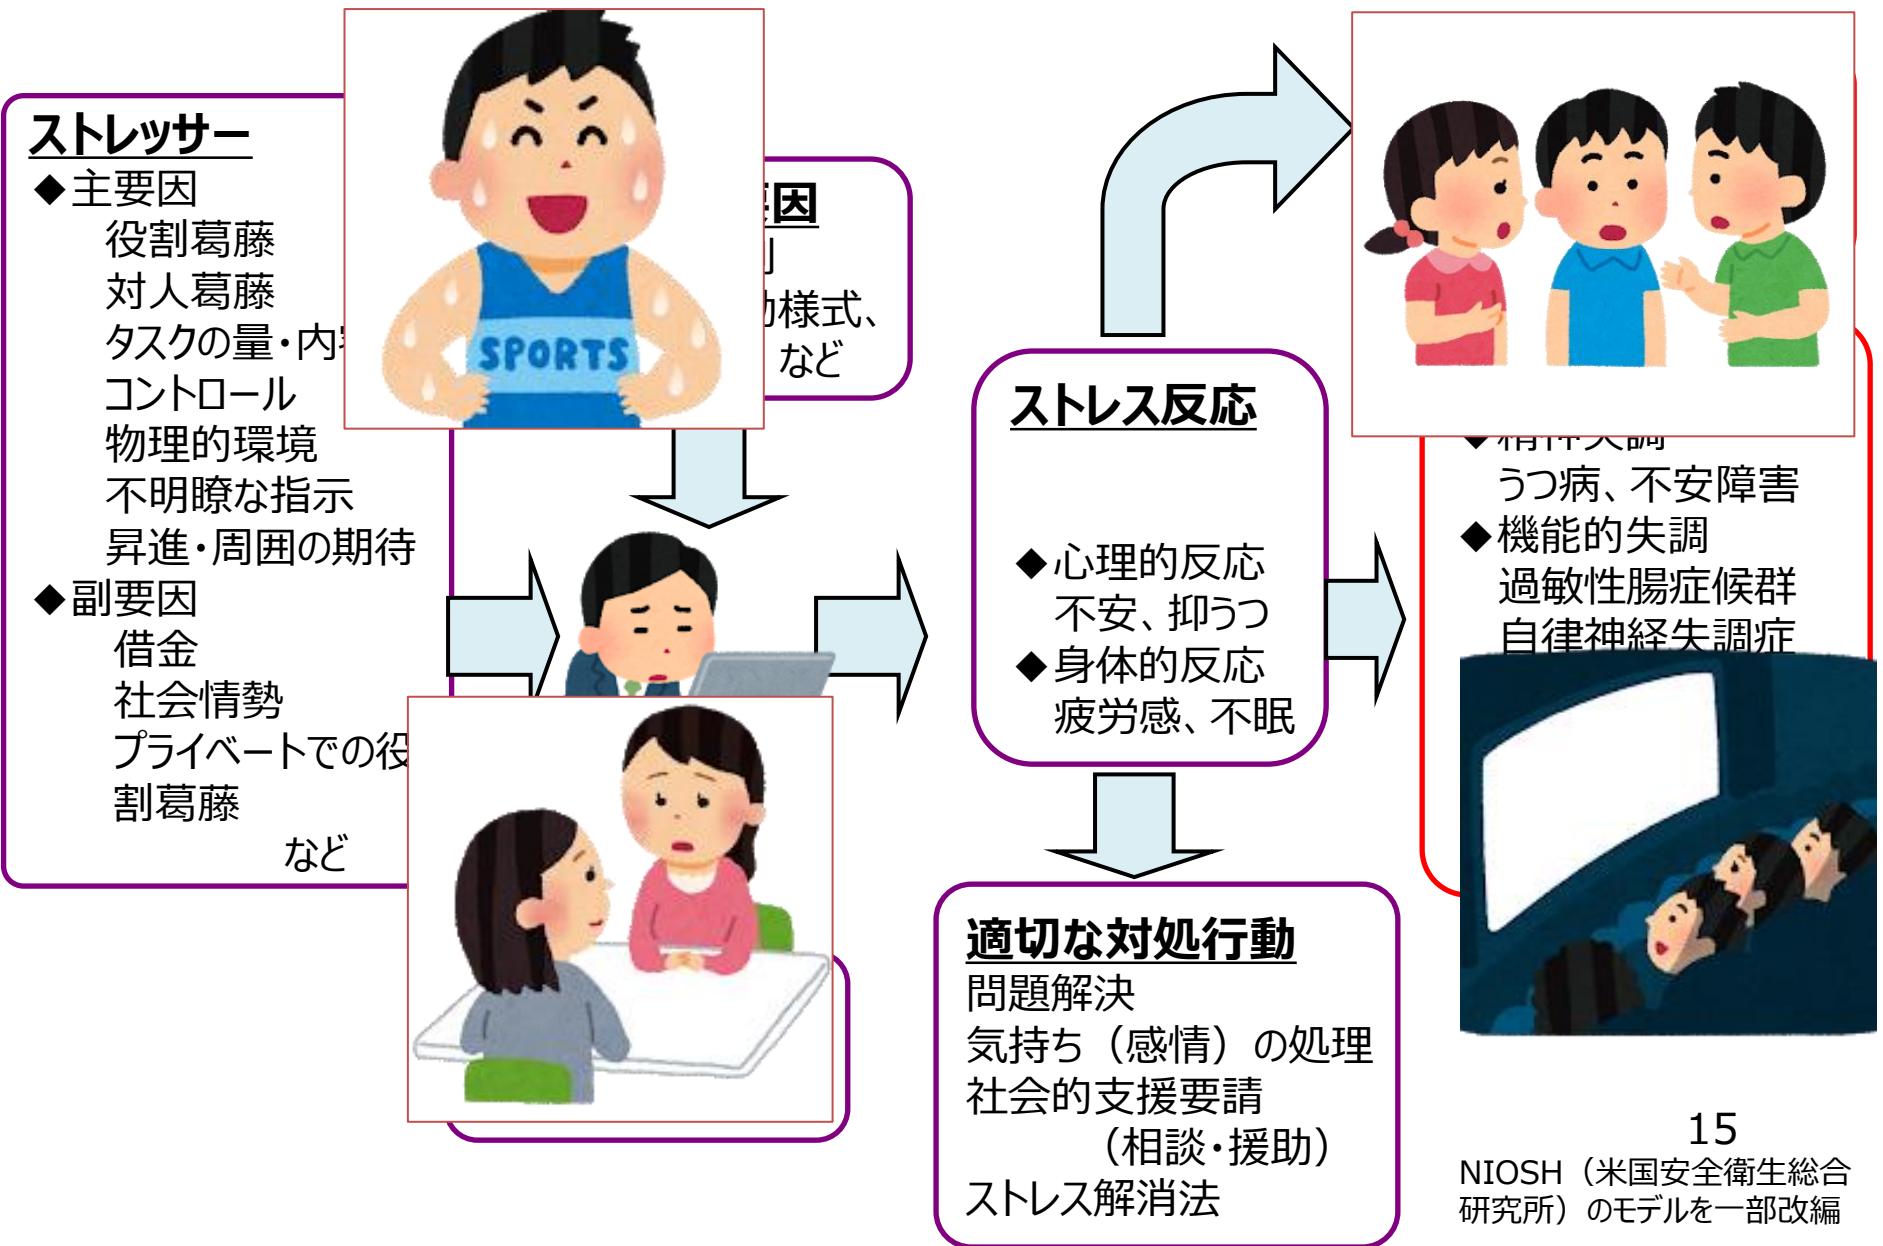 ストレッサー
◆主要因
役割葛藤
対人葛藤
タスクの量・内
コントロール
物理的環境
不明瞭な指示
昇進・周囲の期待
◆副要因
借金
社会情勢
プライベートでの役
割葛藤
など
SPORTS
因
様式、
など
ストレス反応
◆心理的反応
不安、抑うつ
◆身体的反応
疲労感、不眠
◆精神失調
うつ病、不安障害
◆機能的失調
過敏性腸症候群
自律神経失調症
適切な対処行動
問題解決
気持ち（感情）の処理
社会的支援要請
（相談・援助）
ストレス解消法
15
NIOSH（米国安全衛生総合
研究所）のモデルを一部改編